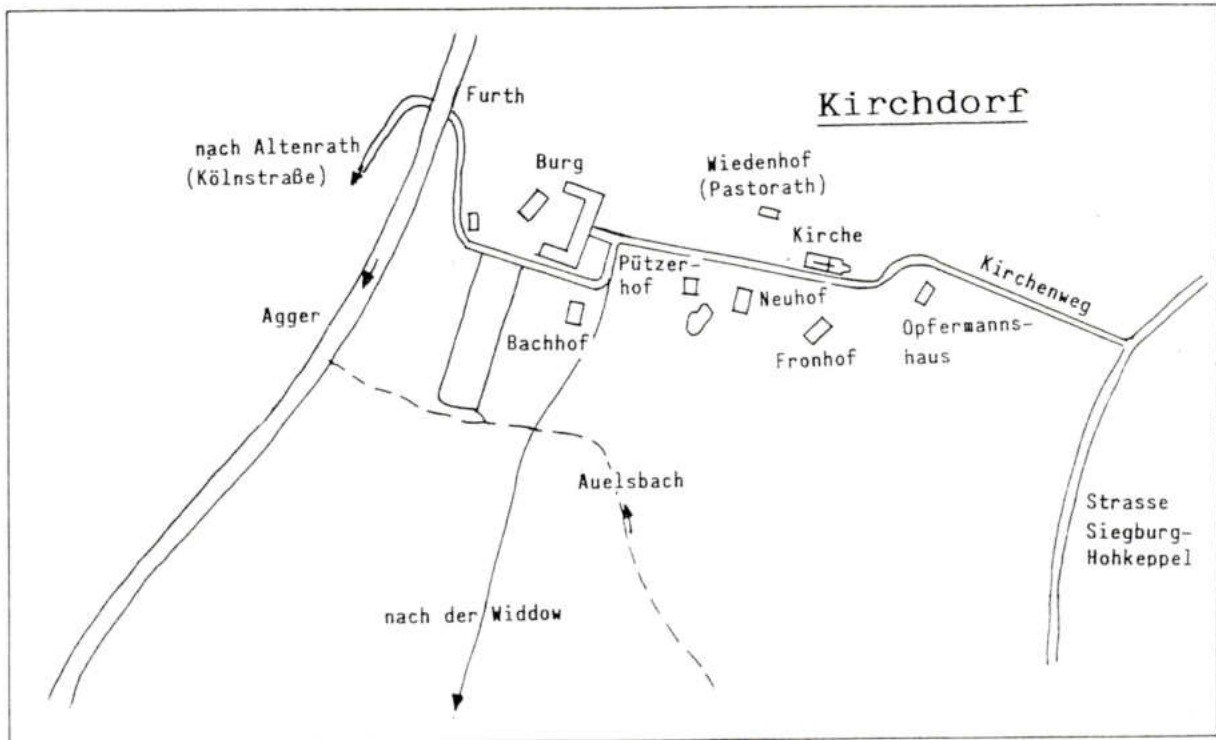 Kirchdorf
Furth
nach Altenrath
(Kölnstraße)
Burg
Wiedenhof
(Pastorath)
Kirche
Pützer-
hof
Kirchenweg
Agger
Bachhof
Neuhof
Fronhof
Opfermanns-
haus
Auelsbach
Strasse
Siegburg-
Hohkeppel
nach der Widdow